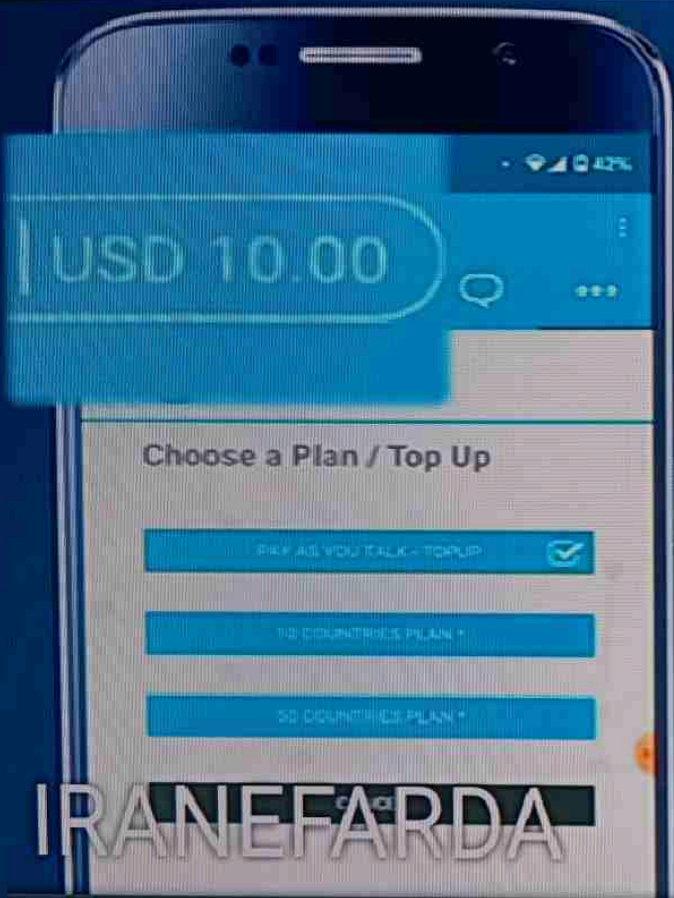 42%
USD 10.00
Choose a Plan / Top Up
PAY AS YOU TALK - TOPUP
10 COUNTRIES PLAN *
50 COUNTRIES PLAN *
IRANEFARDA